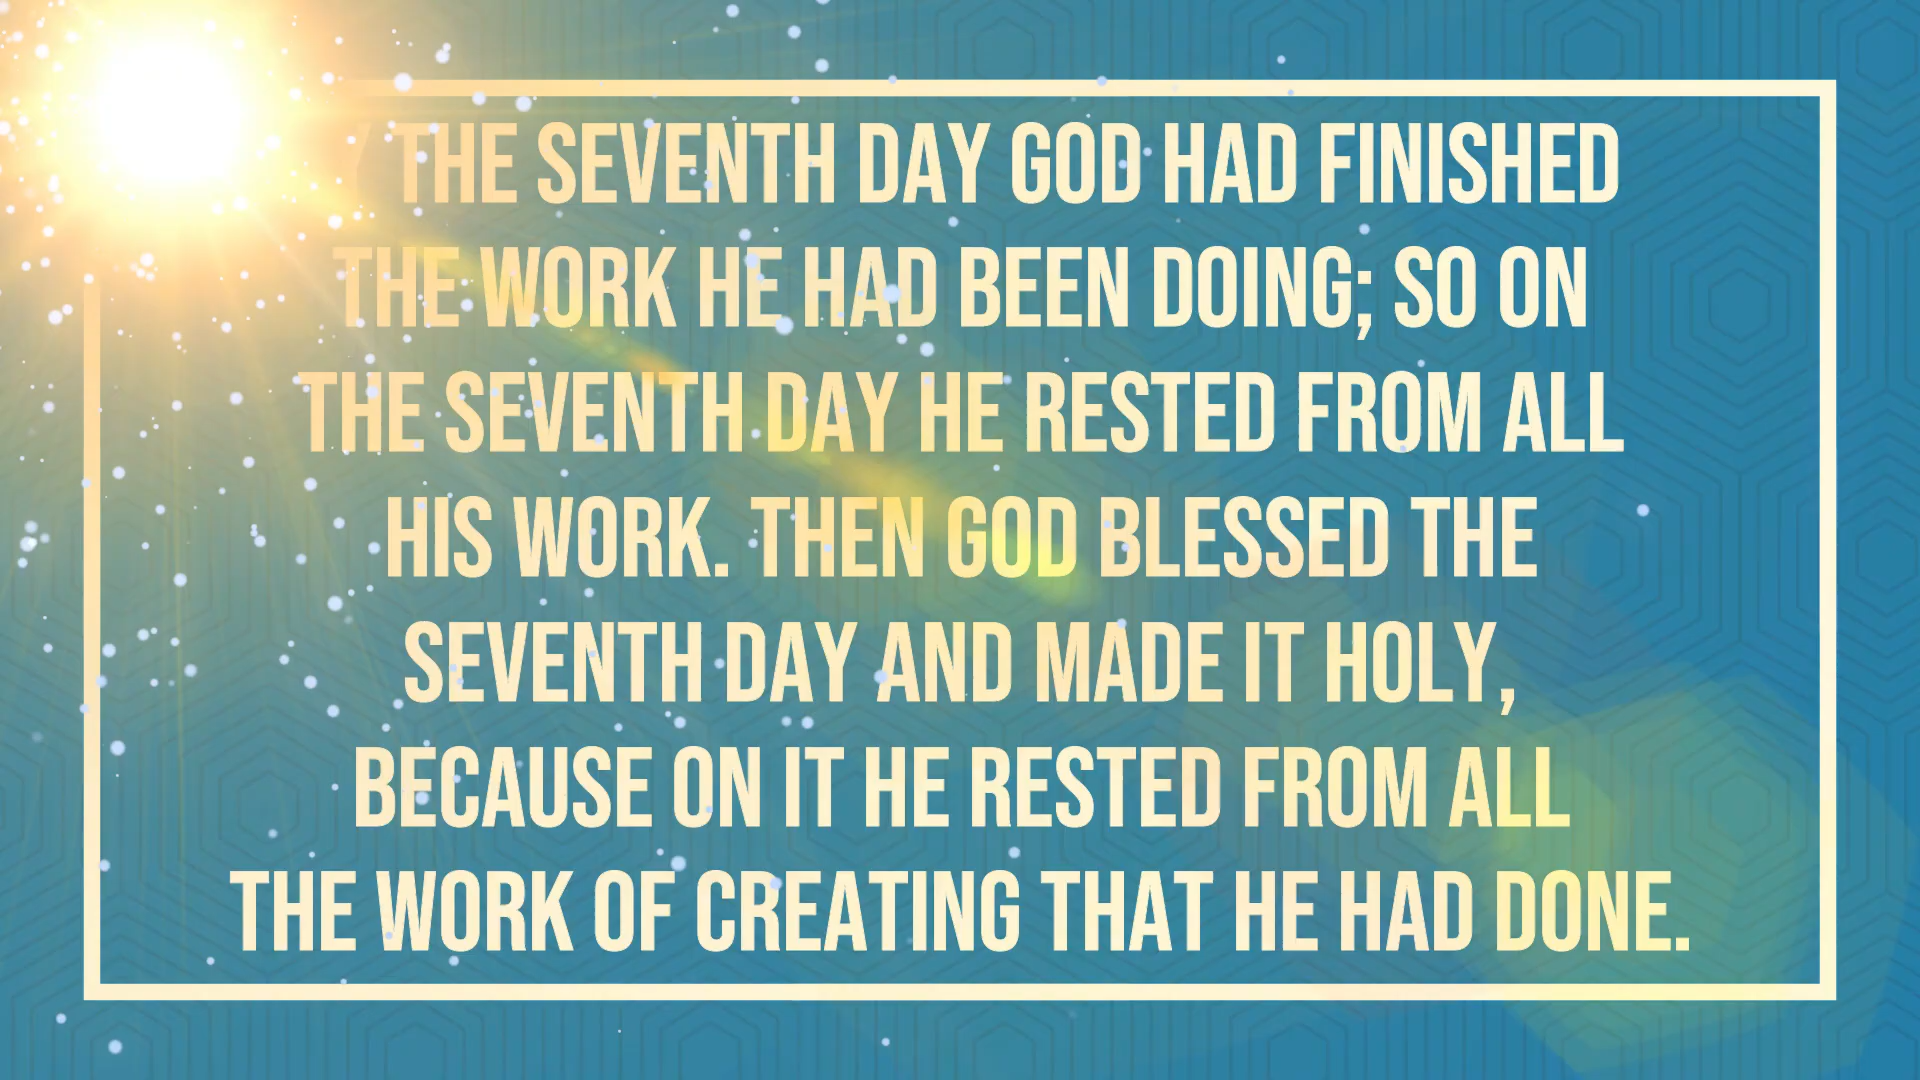 THE SEVENTH DAY GOD HAD FINISHED
THE WORK HE HAD BEEN DOING; SO ON
THE SEVENTH DAY HE RESTED FROM ALL
HIS WORK. THEN GOD BLESSED THE
SEVENTH DAY AND MADE IT HOLY,
BECAUSE ON IT HE RESTED FROM ALL
THE WORK OF CREATING THAT HE HAD DONE.